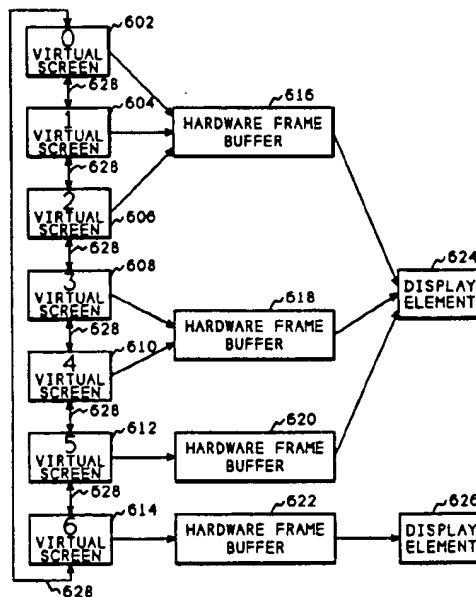 0
VIRTUAL
SCREEN
602
628
1
VIRTUAL
SCREEN
604
628
2
VIRTUAL
SCREEN
606
628
3
VIRTUAL
SCREEN
608
628
4
VIRTUAL
SCREEN
610
628
5
VIRTUAL
SCREEN
612
628
6
VIRTUAL
SCREEN
614
628
HARDWARE FRAME
BUFFER
616
HARDWARE FRAME
BUFFER
618
HARDWARE FRAME
BUFFER
620
HARDWARE FRAME
BUFFER
622
DISPLAY
ELEMENT
624
DISPLAY
ELEMENT
626